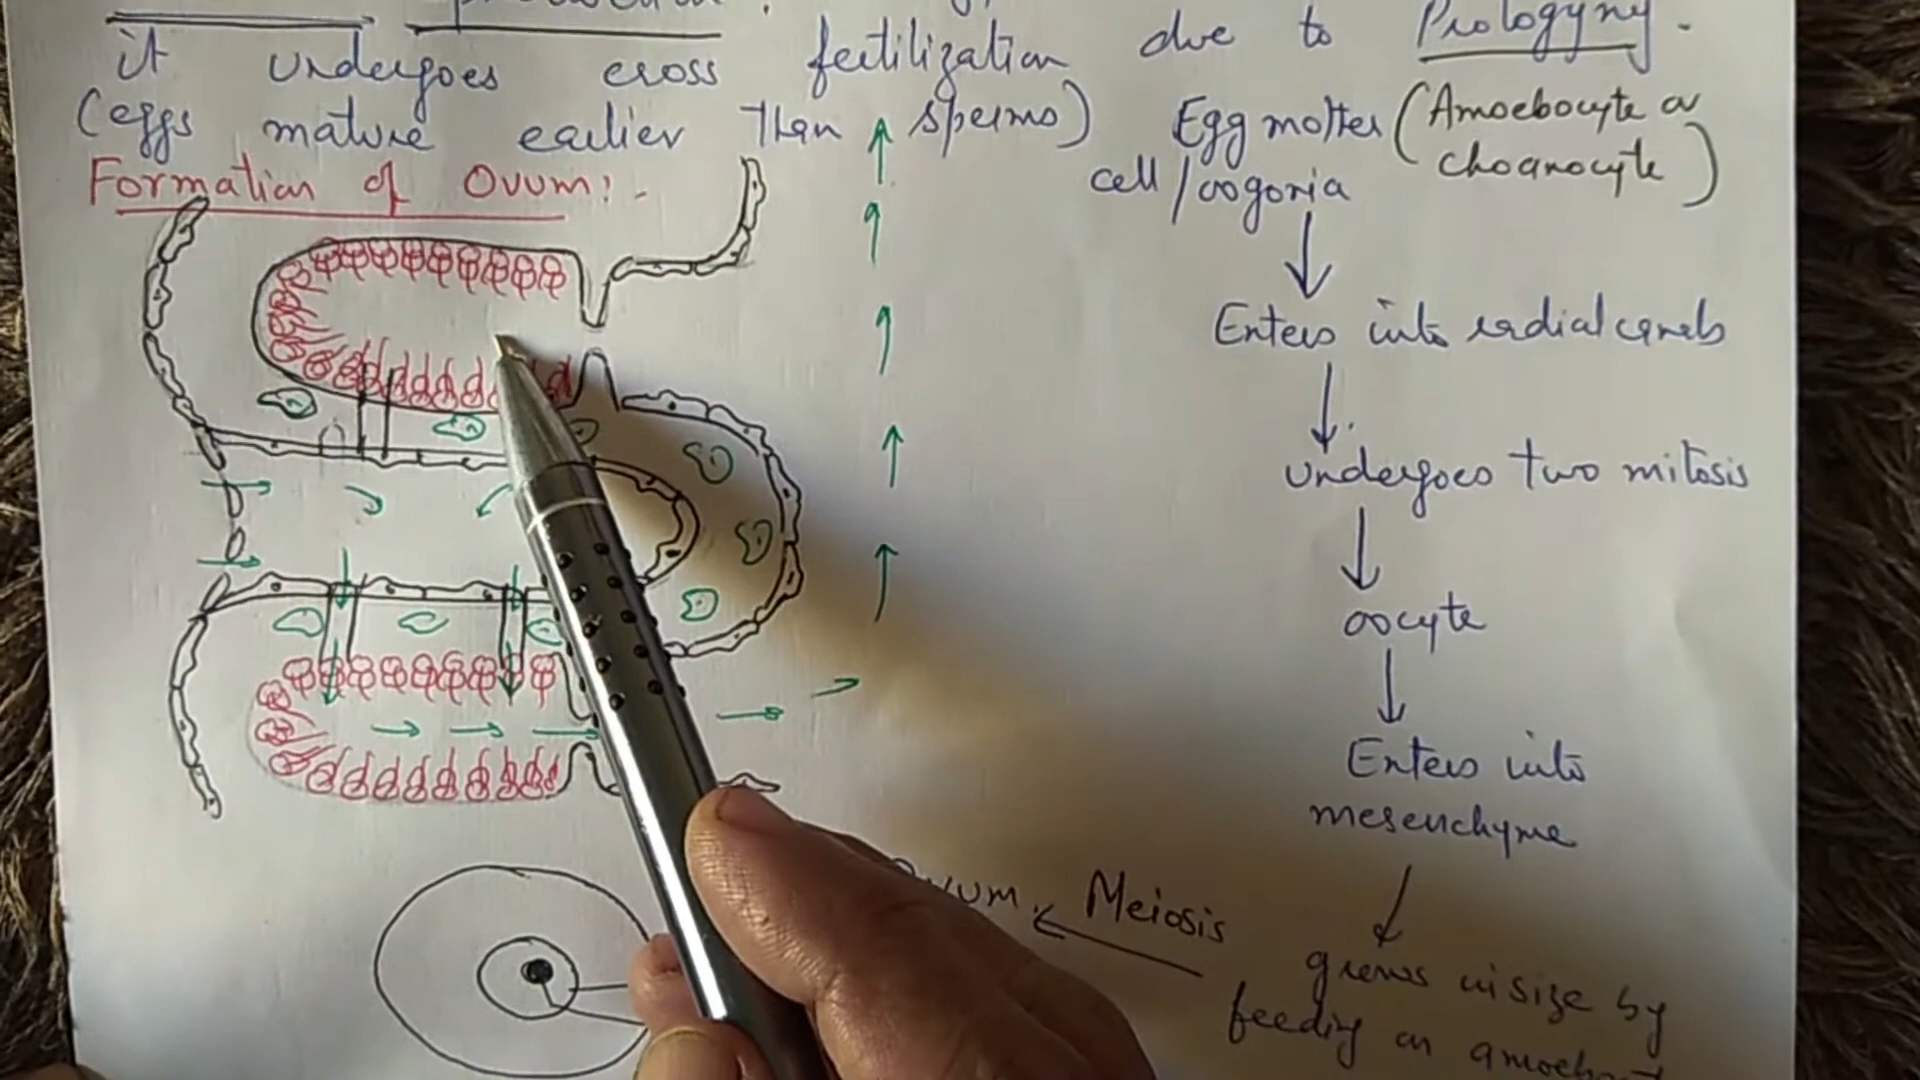 it undergoes cross fertilization due to Protogyny.
(eggs mature earlier than sperms)
Formation of Ovum:-
Egg mother (Amoebocyte or
cell/oogonia choanocyte)
Enters into radial canals
undergoes two mitosis
oocyte
Enters into
mesenchyme
grows in size by
feeding on
Meiosis
Ovum.